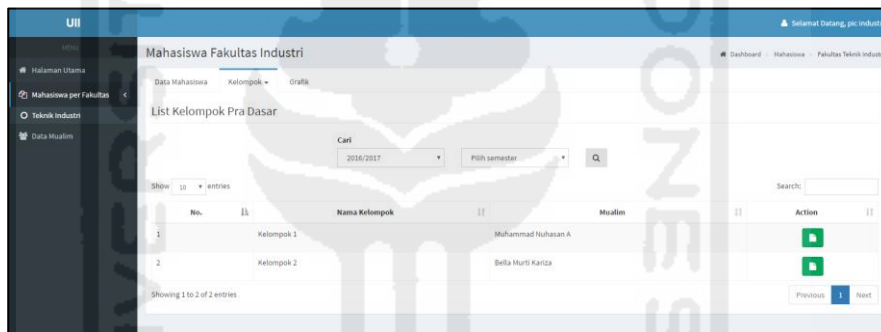 UII
Selamat Datang, pic Industri
MENU
Mahasiswa Fakultas Industri
Dashboard Mahasiswa Fakultas Teknik Industri
Halaman Utama
Mahasiswa per Fakultas <
Teknik Industri
Data Mualim
Data Mahasiswa Kelompok Grafik
List Kelompok Pra Dasar
Cari
2016/2017 Pilih semester
Show 10 entries Search:
No. Nama Kelompok Mualim Action
1 Kelompok 1 Muhammad Nuhasan A
2 Kelompok 2 Bella Murti Kariza
Showing 1 to 2 of 2 entries Previous 1 Next